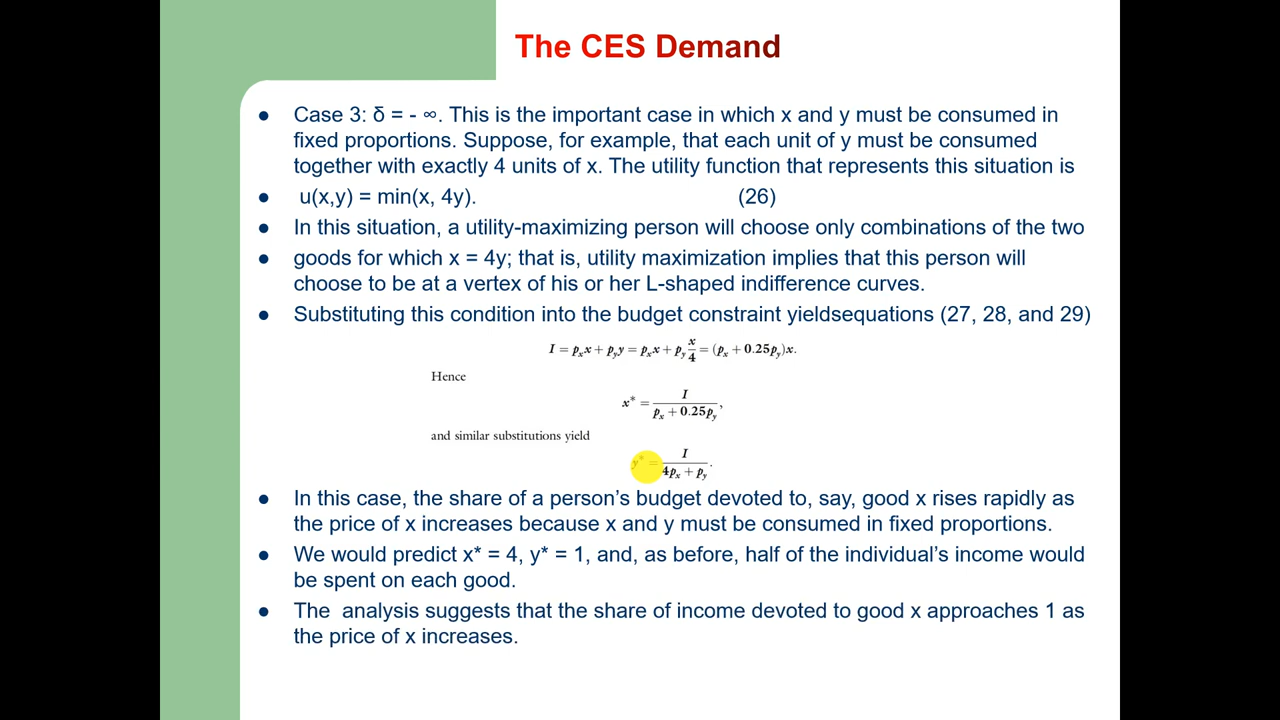 The CES Demand
● Case 3: δ = - ∞. This is the important case in which x and y must be consumed in
fixed proportions. Suppose, for example, that each unit of y must be consumed
together with exactly 4 units of x. The utility function that represents this situation is
● u(x,y) = min(x, 4y). (26)
● In this situation, a utility-maximizing person will choose only combinations of the two
● goods for which x = 4y; that is, utility maximization implies that this person will
choose to be at a vertex of his or her L-shaped indifference curves.
● Substituting this condition into the budget constraint yieldsequations (27, 28, and 29)
I = pₓx + p_y y = pₓx + p_y x/4 = (pₓ + 0.25p_y)x.
Hence
x* = I / (pₓ + 0.25p_y),
and similar substitutions yield
y* = I / (4pₓ + p_y).
● In this case, the share of a person’s budget devoted to, say, good x rises rapidly as
the price of x increases because x and y must be consumed in fixed proportions.
● We would predict x* = 4, y* = 1, and, as before, half of the individual’s income would
be spent on each good.
● The analysis suggests that the share of income devoted to good x approaches 1 as
the price of x increases.